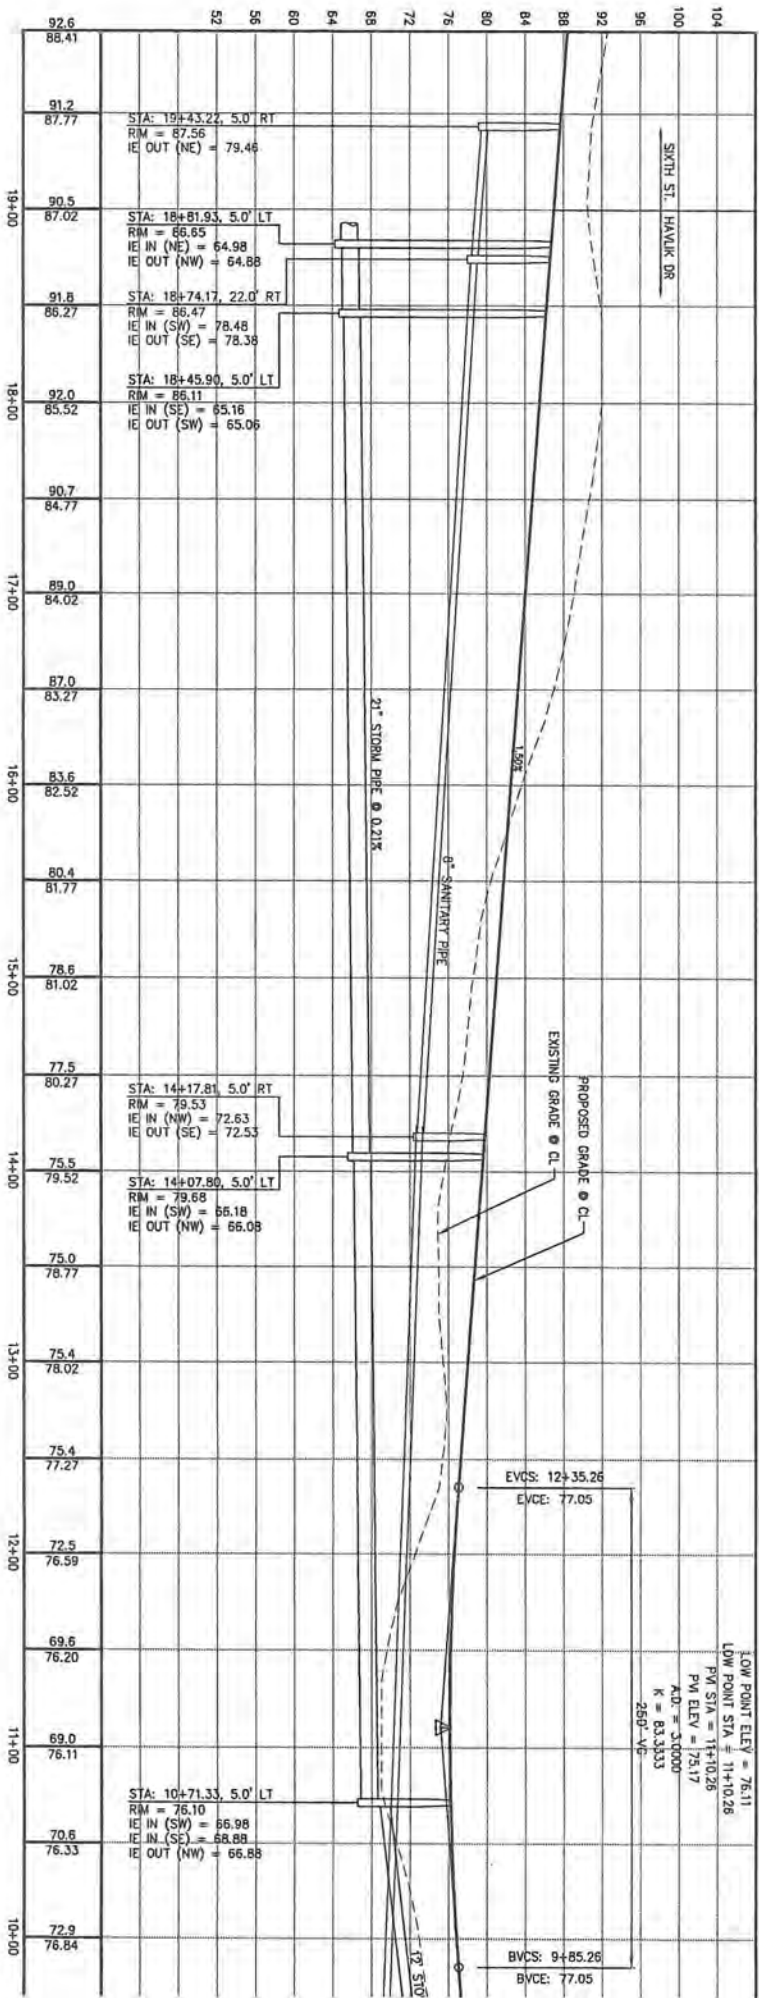 52
56
60
64
68
72
76
80
84
88
92
96
100
104
92.6
88.41
91.2
87.77
90.5
87.02
91.8
86.27
92.0
85.52
90.7
84.77
89.0
84.02
87.0
83.27
83.6
82.52
80.4
81.77
78.6
81.02
77.5
80.27
75.5
79.52
75.0
78.77
75.4
78.02
75.4
77.27
72.5
76.59
69.6
76.20
69.0
76.11
70.6
76.33
72.9
76.84
19+00
18+00
17+00
16+00
15+00
14+00
13+00
12+00
11+00
10+00
STA: 19+43.22, 5.0' RT
RIM = 87.56
IE OUT (NE) = 79.46
STA: 18+81.93, 5.0' LT
RIM = 86.65
IE IN (NE) = 64.98
IE OUT (NW) = 64.88
STA: 18+74.17, 22.0' RT
RIM = 86.47
IE IN (SW) = 78.48
IE OUT (SE) = 78.38
STA: 18+45.90, 5.0' LT
RIM = 86.11
IE IN (SE) = 65.16
IE OUT (SW) = 65.06
STA: 14+17.81, 5.0' RT
RIM = 79.53
IE IN (NW) = 72.63
IE OUT (SE) = 72.53
STA: 14+07.80, 5.0' LT
RIM = 79.68
IE IN (SW) = 66.18
IE OUT (NW) = 66.08
STA: 10+71.33, 5.0' LT
RIM = 76.10
IE IN (SW) = 66.98
IE IN (SE) = 68.88
IE OUT (NW) = 66.88
SIXTH ST. HAVLIK DR
1.50%
21" STORM PIPE @ 0.21%
8" SANITARY PIPE
EXISTING GRADE @ CL
PROPOSED GRADE @ CL
EVCS: 12+35.26
EVCE: 77.05
LOW POINT ELEV = 76.11
LOW POINT STA = 11+10.26
PVI STA = 11+10.26
PVI ELEV = 75.17
A.D. = 3.0000
K = 83.3333
250' VC
BVCS: 9+85.26
BVCE: 77.05
12" STO